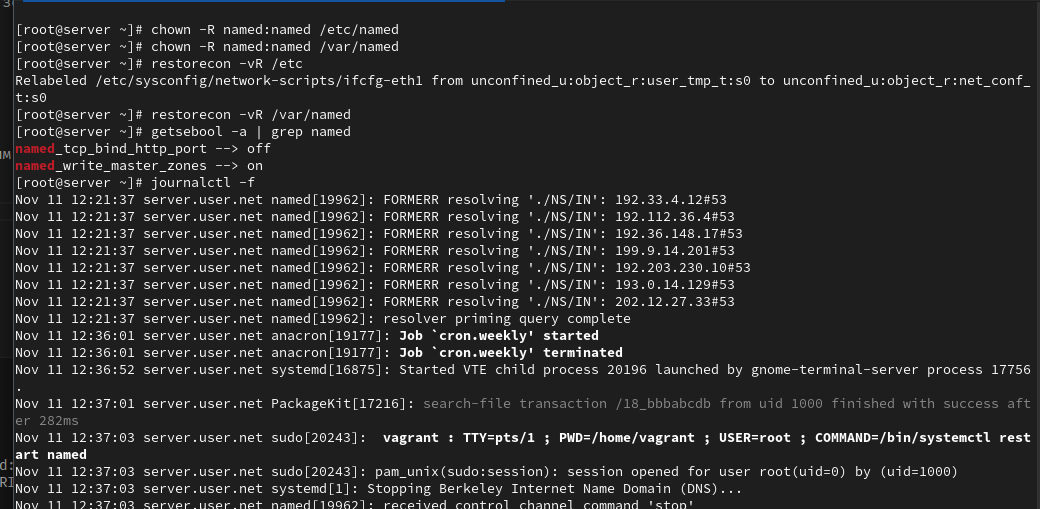 [root@server ~]# chown -R named:named /etc/named
[root@server ~]# chown -R named:named /var/named
[root@server ~]# restorecon -vR /etc
Relabeled /etc/sysconfig/network-scripts/ifcfg-eth1 from unconfined_u:object_r:user_tmp_t:s0 to unconfined_u:object_r:net_conf_
t:s0
[root@server ~]# restorecon -vR /var/named
[root@server ~]# getsebool -a | grep named
named_tcp_bind_http_port --> off
named_write_master_zones --> on
[root@server ~]# journalctl -f
Nov 11 12:21:37 server.user.net named[19962]: FORMERR resolving './NS/IN': 192.33.4.12#53
Nov 11 12:21:37 server.user.net named[19962]: FORMERR resolving './NS/IN': 192.112.36.4#53
Nov 11 12:21:37 server.user.net named[19962]: FORMERR resolving './NS/IN': 192.36.148.17#53
Nov 11 12:21:37 server.user.net named[19962]: FORMERR resolving './NS/IN': 199.9.14.201#53
Nov 11 12:21:37 server.user.net named[19962]: FORMERR resolving './NS/IN': 192.203.230.10#53
Nov 11 12:21:37 server.user.net named[19962]: FORMERR resolving './NS/IN': 193.0.14.129#53
Nov 11 12:21:37 server.user.net named[19962]: FORMERR resolving './NS/IN': 202.12.27.33#53
Nov 11 12:21:37 server.user.net named[19962]: resolver priming query complete
Nov 11 12:36:01 server.user.net anacron[19177]: Job `cron.weekly' started
Nov 11 12:36:01 server.user.net anacron[19177]: Job `cron.weekly' terminated
Nov 11 12:36:52 server.user.net systemd[16875]: Started VTE child process 20196 launched by gnome-terminal-server process 17756
.
Nov 11 12:37:01 server.user.net PackageKit[17216]: search-file transaction /18_bbbabcdb from uid 1000 finished with success aft
er 282ms
Nov 11 12:37:03 server.user.net sudo[20243]:  vagrant : TTY=pts/1 ; PWD=/home/vagrant ; USER=root ; COMMAND=/bin/systemctl rest
art named
Nov 11 12:37:03 server.user.net sudo[20243]: pam_unix(sudo:session): session opened for user root(uid=0) by (uid=1000)
Nov 11 12:37:03 server.user.net systemd[1]: Stopping Berkeley Internet Name Domain (DNS)...
Nov 11 12:37:03 server.user.net named[19962]: received control channel command 'stop'